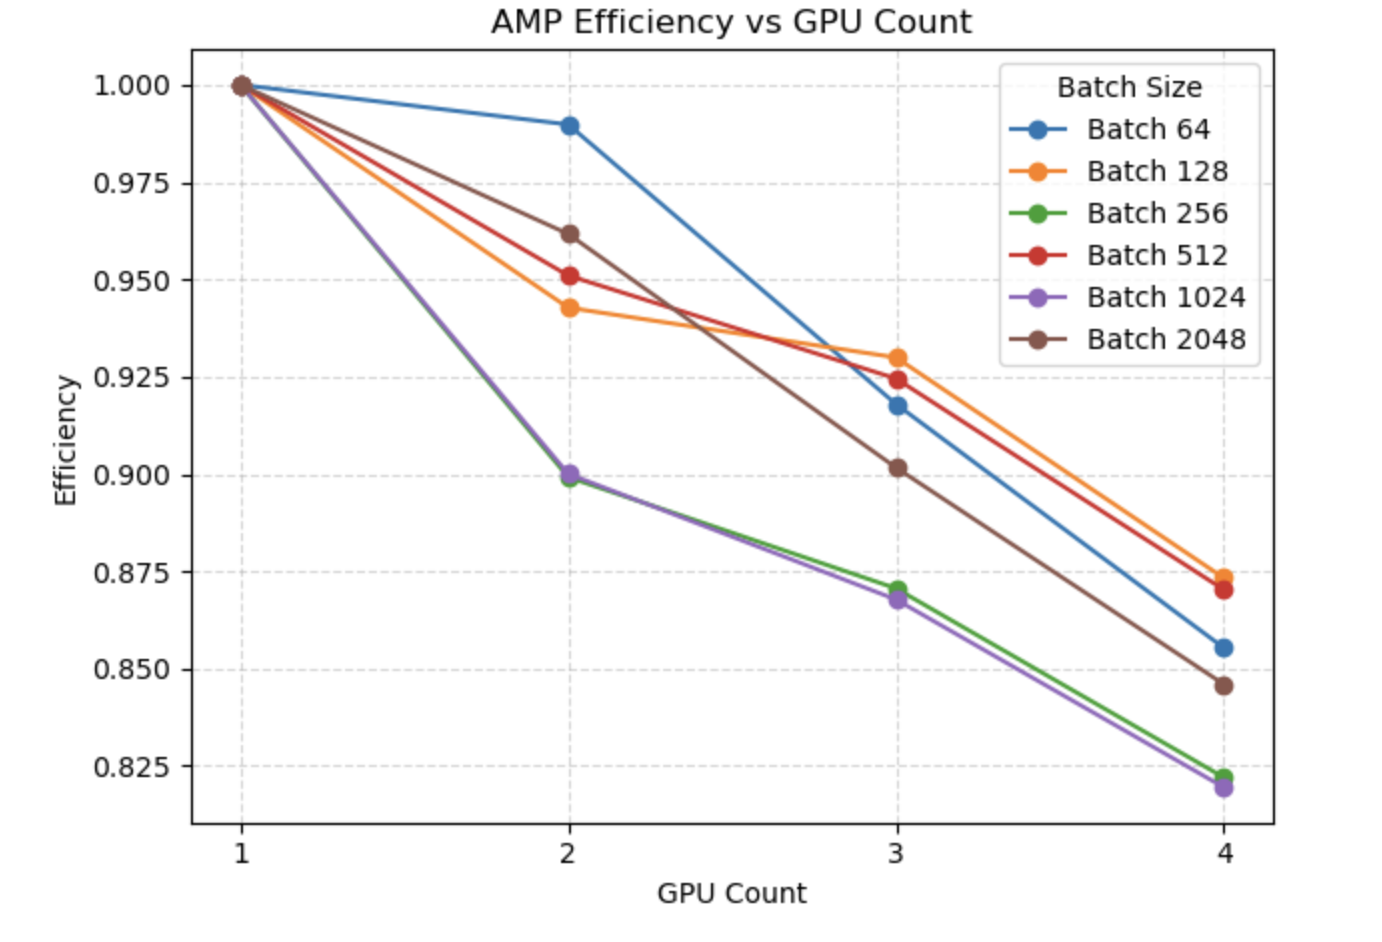 AMP Efficiency vs GPU Count
Efficiency
1.000
0.975
0.950
0.925
0.900
0.875
0.850
0.825
Batch Size
Batch 64
Batch 128
Batch 256
Batch 512
Batch 1024
Batch 2048
1 2 3 4
GPU Count